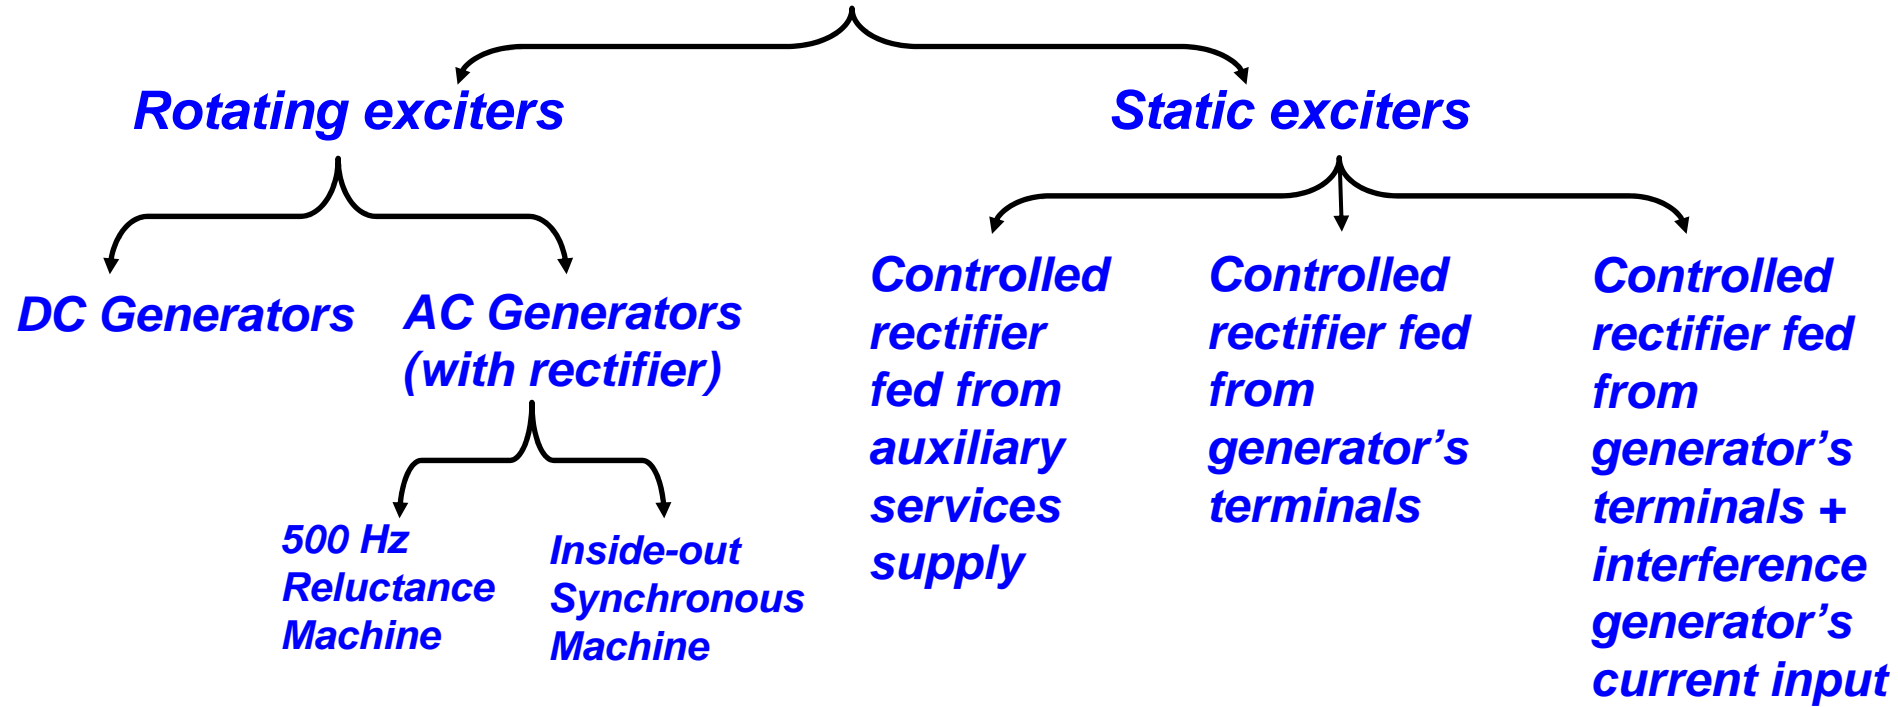 Rotating exciters
Static exciters
DC Generators
AC Generators
(with rectifier)
500 Hz
Reluctance
Machine
Inside-out
Synchronous
Machine
Controlled
rectifier
fed from
auxiliary
services
supply
Controlled
rectifier fed
from
generator’s
terminals
Controlled
rectifier fed
from
generator’s
terminals +
interference
generator’s
current input